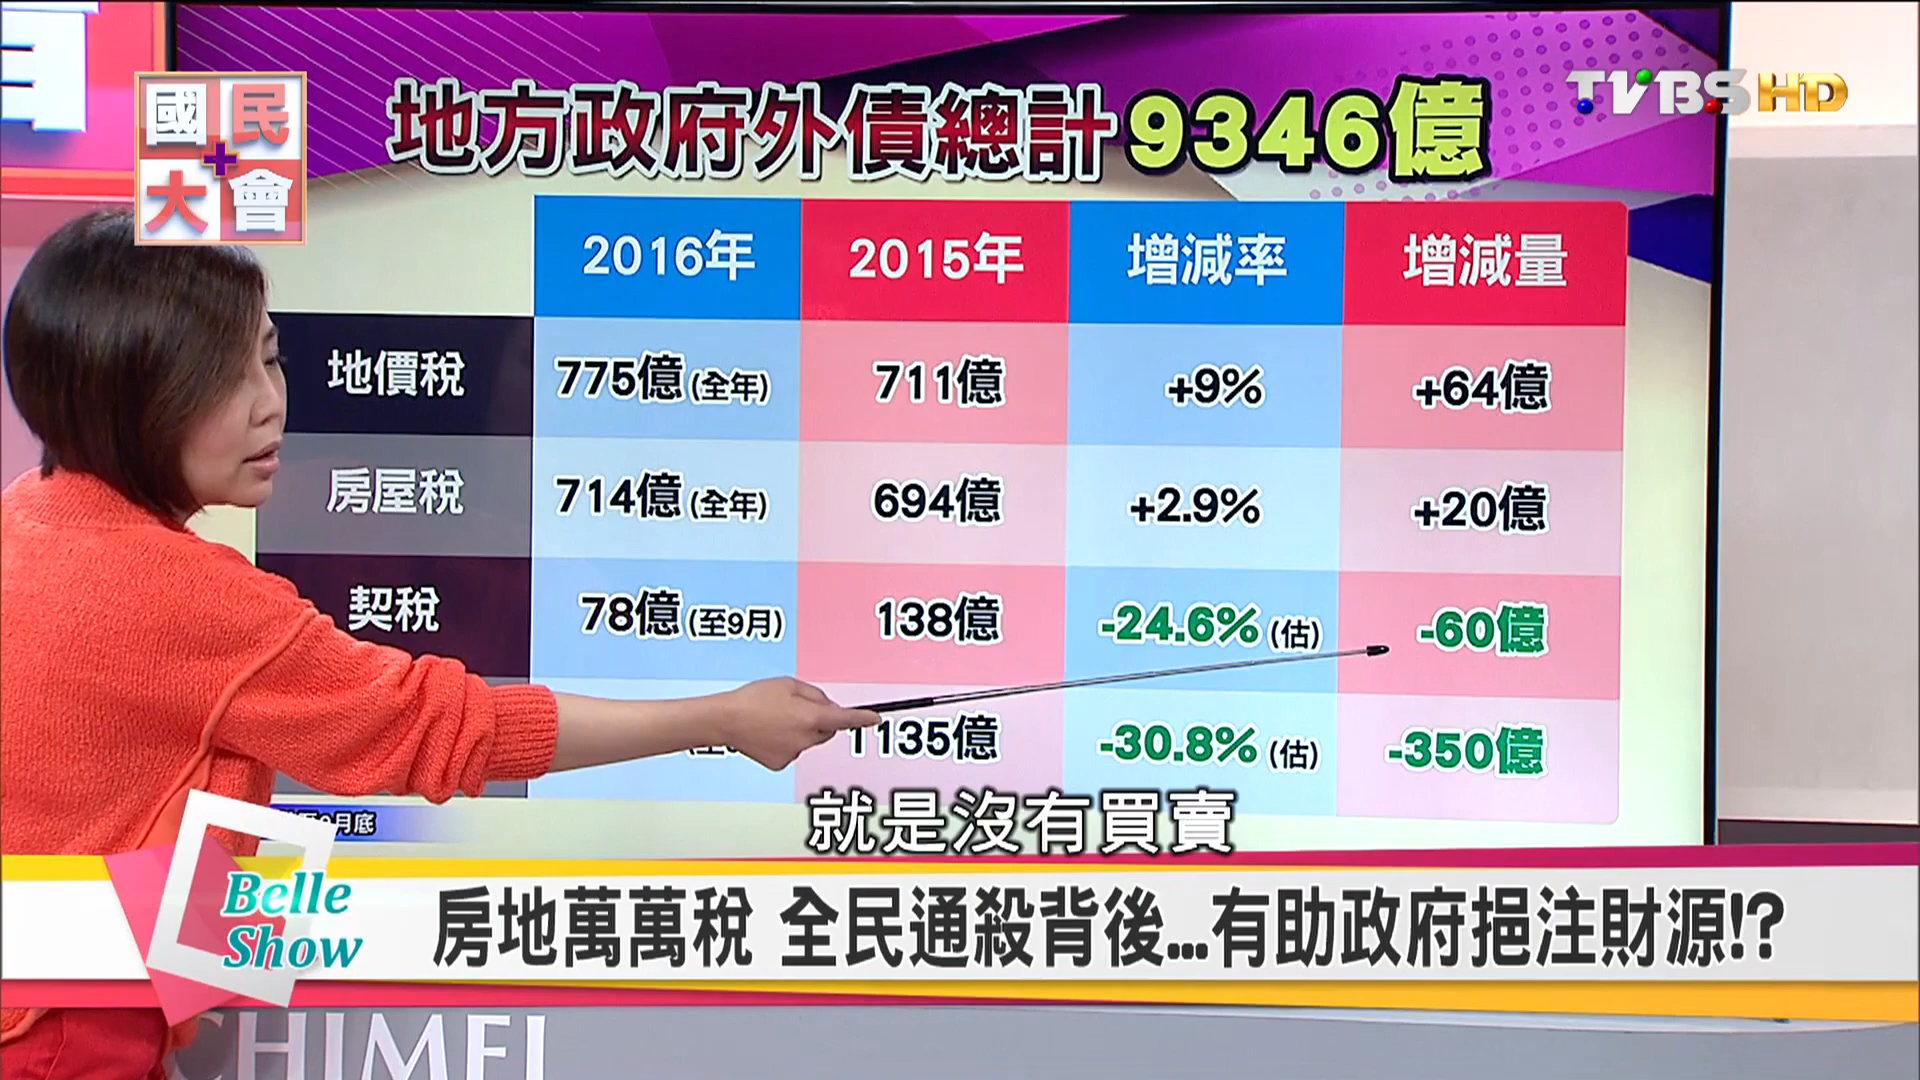 國民
大會
TVBS HD
地方政府外債總計9346億
2016年 2015年 增減率 增減量
地價稅 775億(全年) 711億 +9% +64億
房屋稅 714億(全年) 694億 +2.9% +20億
契稅 78億(至9月) 138億 -24.6%(估) -60億
1135億 -30.8%(估) -350億
月底
就是沒有買賣
Belle
Show
房地萬萬稅 全民通殺背後...有助政府挹注財源!?
CHIMEI